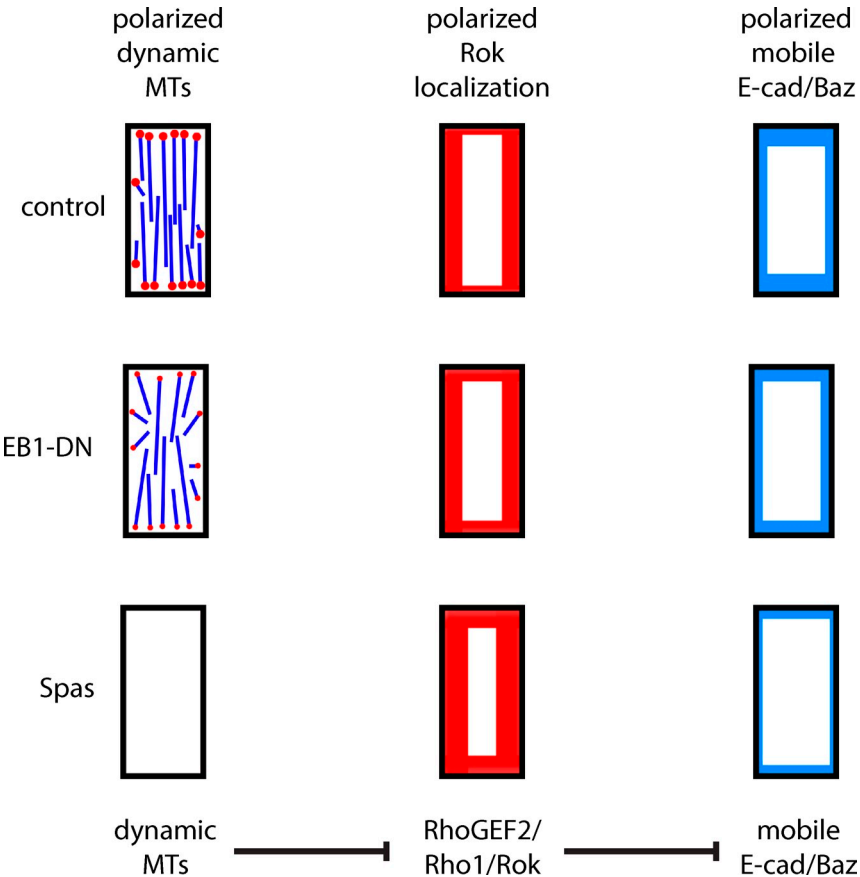 polarized
dynamic
MTs
polarized
Rok
localization
polarized
mobile
E-cad/Baz
control
EB1-DN
Spas
dynamic
MTs
RhoGEF2/
Rho1/Rok
mobile
E-cad/Baz